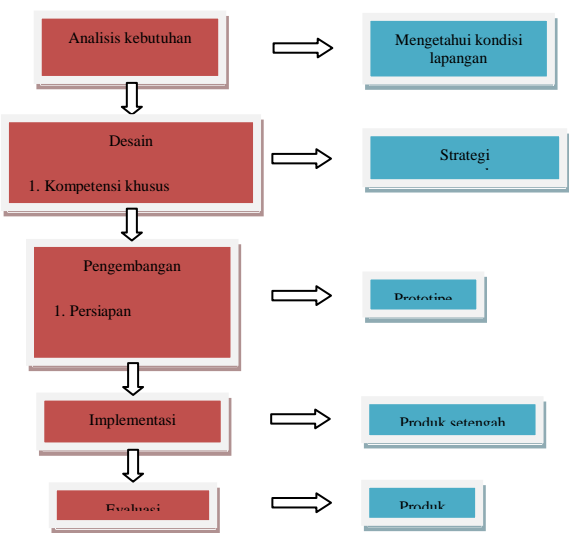 Analisis kebutuhan
Mengetahui kondisi
lapangan
Desain
1. Kompetensi khusus
Strategi
Pengembangan
1. Persiapan
Prototipe
Implementasi
Produk setengah
Evaluasi
Produk